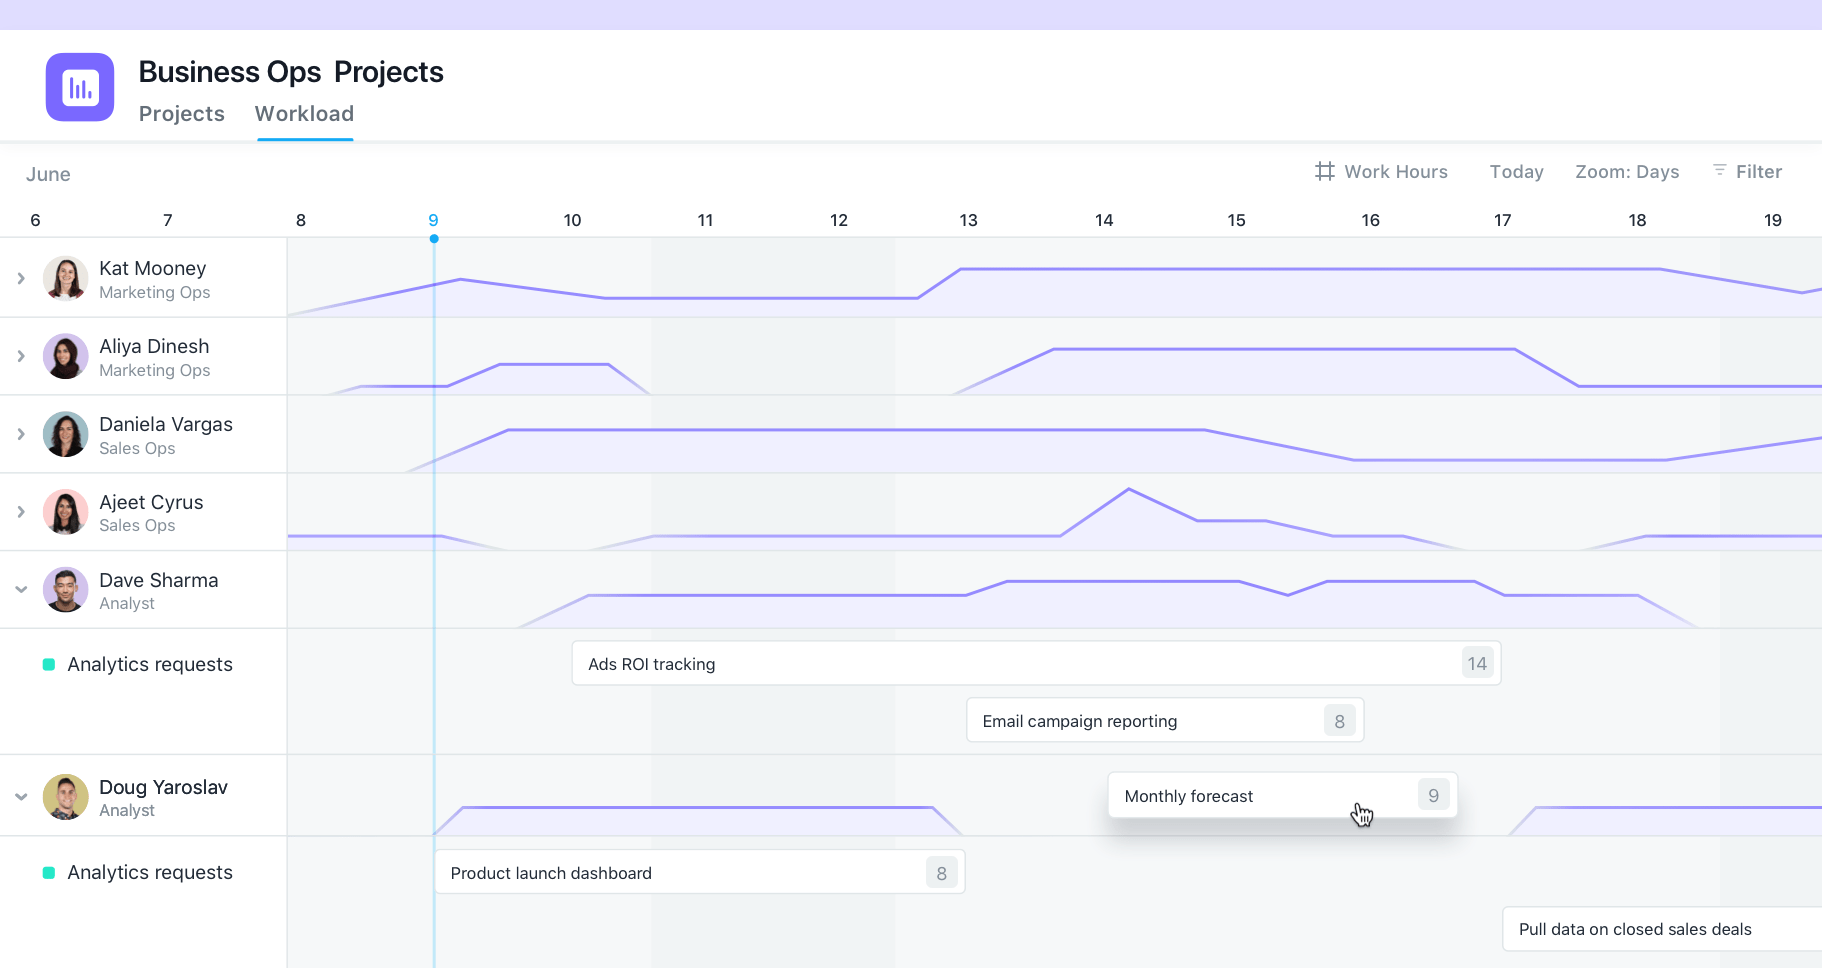 Business Ops Projects
Projects Workload
June
Work Hours Today Zoom: Days Filter
6 7 8 9 10 11 12 13 14 15 16 17 18 19
Kat Mooney
Marketing Ops
Aliya Dinesh
Marketing Ops
Daniela Vargas
Sales Ops
Ajeet Cyrus
Sales Ops
Dave Sharma
Analyst
Analytics requests
Ads ROI tracking 14
Email campaign reporting 8
Doug Yaroslav
Analyst
Monthly forecast 9
Analytics requests
Product launch dashboard 8
Pull data on closed sales deals